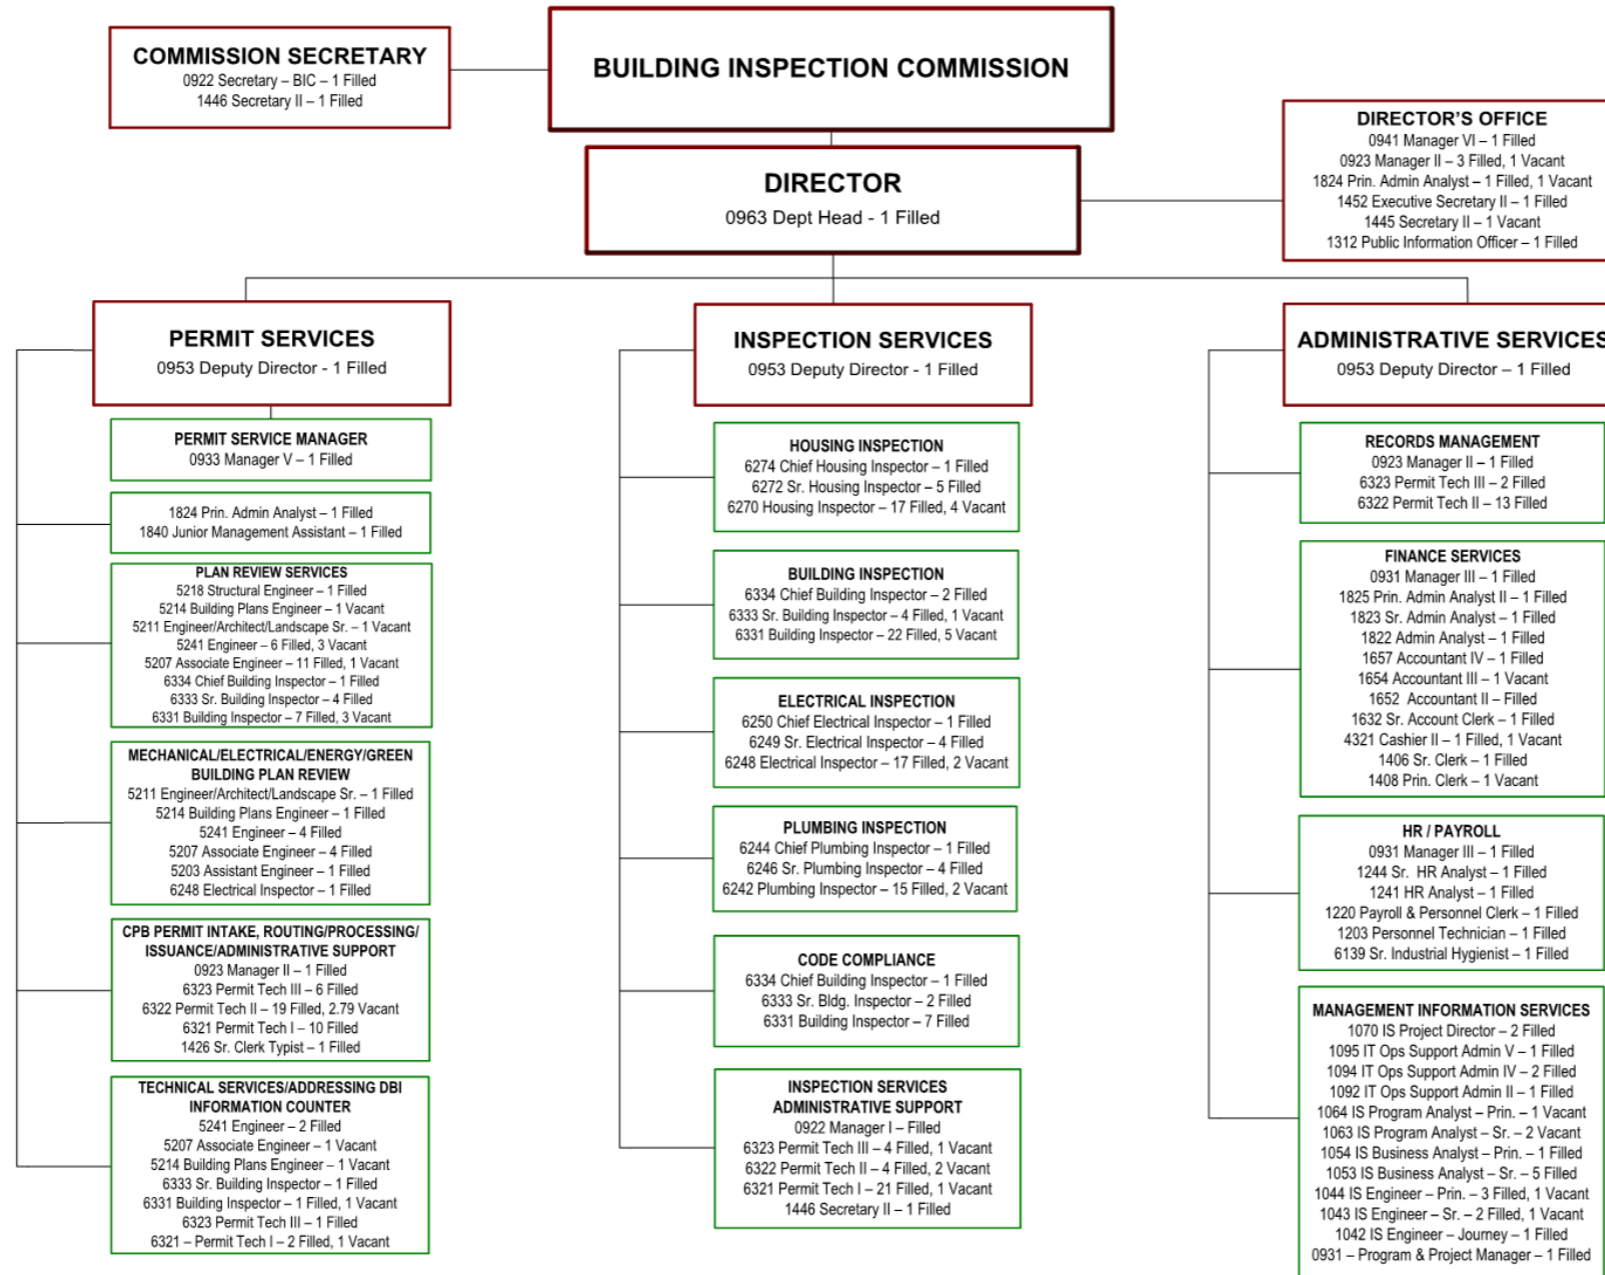 COMMISSION SECRETARY
0922 Secretary – BIC – 1 Filled
1446 Secretary II – 1 Filled
BUILDING INSPECTION COMMISSION
DIRECTOR
0963 Dept Head - 1 Filled
DIRECTOR'S OFFICE
0941 Manager VI – 1 Filled
0923 Manager II – 3 Filled, 1 Vacant
1824 Prin. Admin Analyst – 1 Filled, 1 Vacant
1452 Executive Secretary II – 1 Filled
1445 Secretary II – 1 Vacant
1312 Public Information Officer – 1 Filled
PERMIT SERVICES
0953 Deputy Director - 1 Filled
PERMIT SERVICE MANAGER
0933 Manager V – 1 Filled
1824 Prin. Admin Analyst – 1 Filled
1840 Junior Management Assistant – 1 Filled
PLAN REVIEW SERVICES
5218 Structural Engineer – 1 Filled
5214 Building Plans Engineer – 1 Vacant
5211 Engineer/Architect/Landscape Sr. – 1 Vacant
5241 Engineer – 6 Filled, 3 Vacant
5207 Associate Engineer – 11 Filled, 1 Vacant
6334 Chief Building Inspector – 1 Filled
6333 Sr. Building Inspector – 4 Filled
6331 Building Inspector – 7 Filled, 3 Vacant
MECHANICAL/ELECTRICAL/ENERGY/GREEN
BUILDING PLAN REVIEW
5211 Engineer/Architect/Landscape Sr. – 1 Filled
5214 Building Plans Engineer – 1 Filled
5241 Engineer – 4 Filled
5207 Associate Engineer – 4 Filled
5203 Assistant Engineer – 1 Filled
6248 Electrical Inspector – 1 Filled
CPB PERMIT INTAKE, ROUTING/PROCESSING/
ISSUANCE/ADMINISTRATIVE SUPPORT
0923 Manager II – 1 Filled
6323 Permit Tech III – 6 Filled
6322 Permit Tech II – 19 Filled, 2.79 Vacant
6321 Permit Tech I – 10 Filled
1426 Sr. Clerk Typist – 1 Filled
TECHNICAL SERVICES/ADDRESSING DBI
INFORMATION COUNTER
5241 Engineer – 2 Filled
5207 Associate Engineer – 1 Vacant
5214 Building Plans Engineer – 1 Vacant
6333 Sr. Building Inspector – 1 Filled
6331 Building Inspector – 1 Filled, 1 Vacant
6323 Permit Tech III – 1 Filled
6321 – Permit Tech I – 2 Filled, 1 Vacant
INSPECTION SERVICES
0953 Deputy Director - 1 Filled
HOUSING INSPECTION
6274 Chief Housing Inspector – 1 Filled
6272 Sr. Housing Inspector – 5 Filled
6270 Housing Inspector – 17 Filled, 4 Vacant
BUILDING INSPECTION
6334 Chief Building Inspector – 2 Filled
6333 Sr. Building Inspector – 4 Filled, 1 Vacant
6331 Building Inspector – 22 Filled, 5 Vacant
ELECTRICAL INSPECTION
6250 Chief Electrical Inspector – 1 Filled
6249 Sr. Electrical Inspector – 4 Filled
6248 Electrical Inspector – 17 Filled, 2 Vacant
PLUMBING INSPECTION
6244 Chief Plumbing Inspector – 1 Filled
6246 Sr. Plumbing Inspector – 4 Filled
6242 Plumbing Inspector – 15 Filled, 2 Vacant
CODE COMPLIANCE
6334 Chief Building Inspector – 1 Filled
6333 Sr. Bldg. Inspector – 2 Filled
6331 Building Inspector – 7 Filled
INSPECTION SERVICES
ADMINISTRATIVE SUPPORT
0922 Manager I – Filled
6323 Permit Tech III – 4 Filled, 1 Vacant
6322 Permit Tech II – 4 Filled, 2 Vacant
6321 Permit Tech I – 21 Filled, 1 Vacant
1446 Secretary II – 1 Filled
ADMINISTRATIVE SERVICES
0953 Deputy Director – 1 Filled
RECORDS MANAGEMENT
0923 Manager II – 1 Filled
6323 Permit Tech III – 2 Filled
6322 Permit Tech II – 13 Filled
FINANCE SERVICES
0931 Manager III – 1 Filled
1825 Prin. Admin Analyst II – 1 Filled
1823 Sr. Admin Analyst – 1 Filled
1822 Admin Analyst – 1 Filled
1657 Accountant IV – 1 Filled
1654 Accountant III – 1 Vacant
1652 Accountant II – Filled
1632 Sr. Account Clerk – 1 Filled
4321 Cashier II – 1 Filled, 1 Vacant
1406 Sr. Clerk – 1 Filled
1408 Prin. Clerk – 1 Vacant
HR / PAYROLL
0931 Manager III – 1 Filled
1244 Sr. HR Analyst – 1 Filled
1241 HR Analyst – 1 Filled
1220 Payroll & Personnel Clerk – 1 Filled
1203 Personnel Technician – 1 Filled
6139 Sr. Industrial Hygienist – 1 Filled
MANAGEMENT INFORMATION SERVICES
1070 IS Project Director – 2 Filled
1095 IT Ops Support Admin V – 1 Filled
1094 IT Ops Support Admin IV – 2 Filled
1092 IT Ops Support Admin II – 1 Filled
1064 IS Program Analyst – Prin. – 1 Vacant
1063 IS Program Analyst – Sr. – 2 Vacant
1054 IS Business Analyst – Prin. – 1 Filled
1053 IS Business Analyst – Sr. – 5 Filled
1044 IS Engineer – Prin. – 3 Filled, 1 Vacant
1043 IS Engineer – Sr. – 2 Filled, 1 Vacant
1042 IS Engineer – Journey – 1 Filled
0931 – Program & Project Manager – 1 Filled